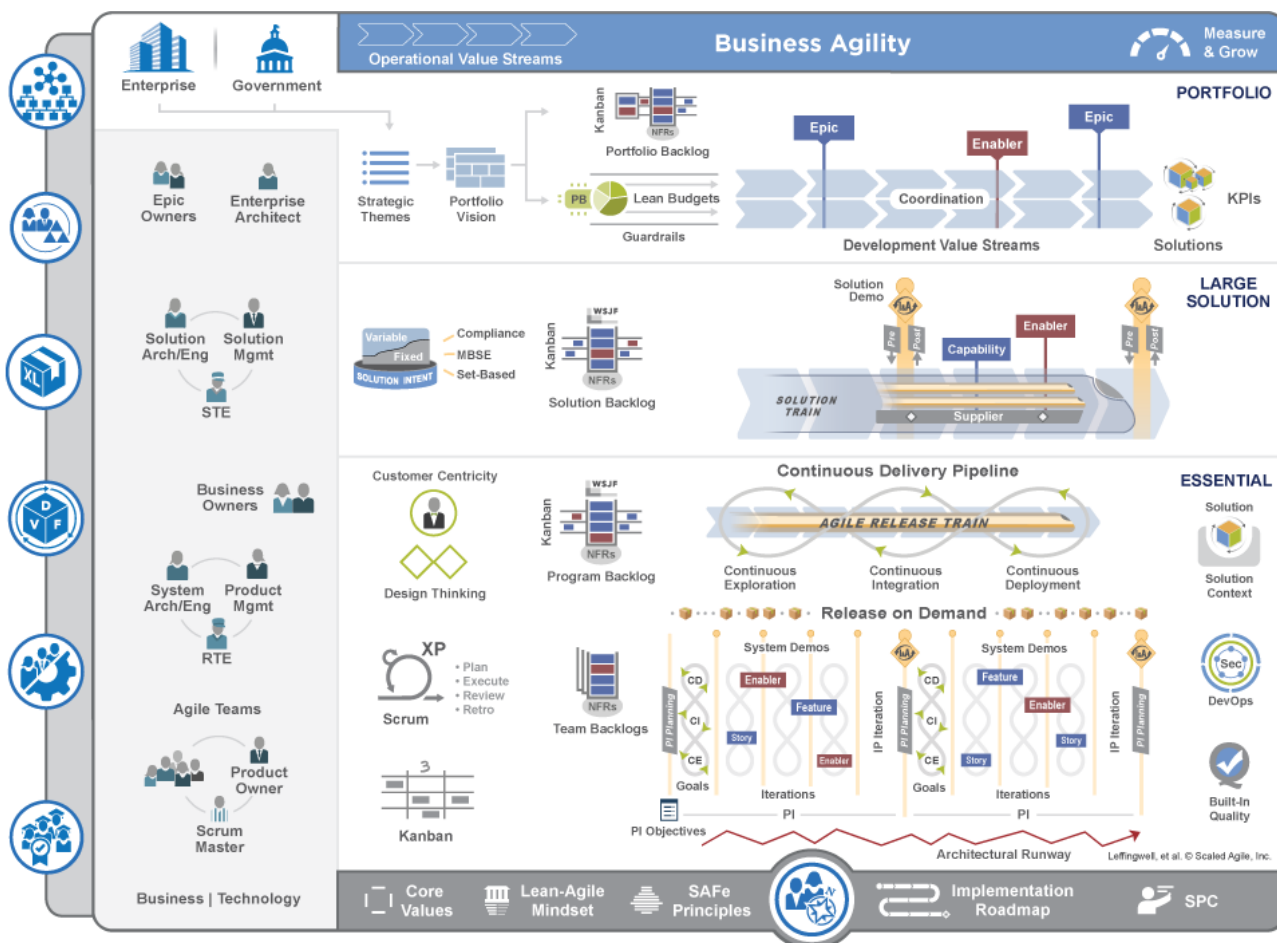 Enterprise
Government
Operational Value Streams
Business Agility
Measure
& Grow
PORTFOLIO
Epic
Owners
Enterprise
Architect
Strategic
Themes
Portfolio
Vision
Kanban
NFRs
Portfolio Backlog
PB
Lean Budgets
Guardrails
Epic
Enabler
Epic
Coordination
Development Value Streams
KPIs
Solutions
LARGE
SOLUTION
XL
Solution
Arch/Eng
Solution
Mgmt
STE
Variable
Fixed
SOLUTION INTENT
Compliance
MBSE
Set-Based
Kanban
WSJF
NFRs
Solution Backlog
Solution
Demo
I&A
Pre
Post
Capability
Enabler
I&A
Pre
Post
SOLUTION
TRAIN
Supplier
ESSENTIAL
D
V
F
Business
Owners
System
Arch/Eng
Product
Mgmt
RTE
Customer Centricity
Design Thinking
Kanban
WSJF
NFRs
Program Backlog
Continuous Delivery Pipeline
AGILE RELEASE TRAIN
Continuous
Exploration
Continuous
Integration
Continuous
Deployment
Release on Demand
Solution
Solution
Context
Agile Teams
Product
Owner
Scrum
Master
XP
Scrum
• Plan
• Execute
• Review
• Retro
3
Kanban
NFRs
Team Backlogs
PI Planning
CD
CI
CE
Goals
System Demos
Enabler
Feature
Story
Enabler
Iterations
IP Iteration
I&A
PI Planning
CD
CI
CE
Goals
System Demos
Feature
Enabler
Story
Story
Iterations
IP Iteration
I&A
PI Planning
PI
PI
PI Objectives
Architectural Runway
Sec
DevOps
Built-In
Quality
Leffingwell, et al. © Scaled Agile, Inc.
Business | Technology
Core
Values
Lean-Agile
Mindset
SAFe
Principles
N
Implementation
Roadmap
SPC